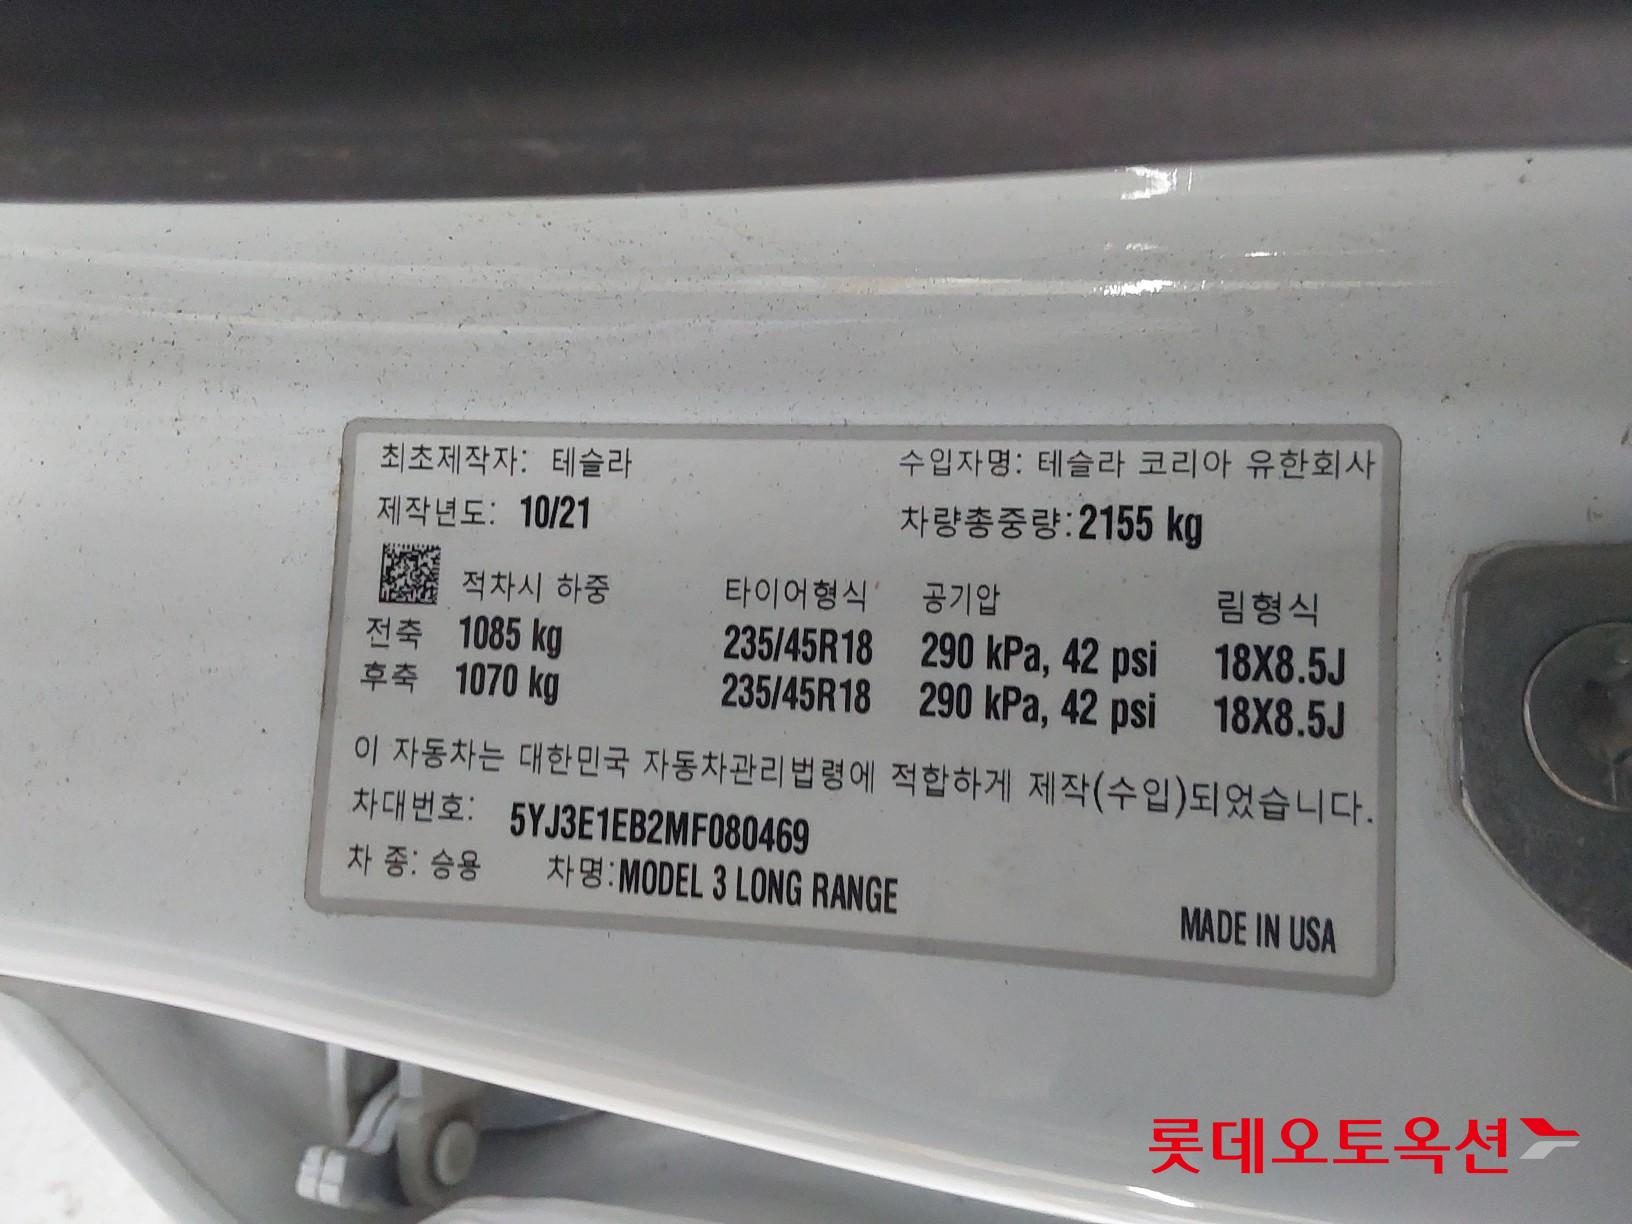 최초제작자: 테슬라 수입자명: 테슬라 코리아 유한회사
제작년도: 10/21 차량총중량: 2155 kg
적차시 하중 타이어형식 공기압 림형식
전축 1085 kg 235/45R18 290 kPa, 42 psi 18X8.5J
후축 1070 kg 235/45R18 290 kPa, 42 psi 18X8.5J
이 자동차는 대한민국 자동차관리법령에 적합하게 제작(수입)되었습니다.
차대번호: 5YJ3E1EB2MF080469
차 종: 승용 차명: MODEL 3 LONG RANGE
MADE IN USA
롯데오토옥션